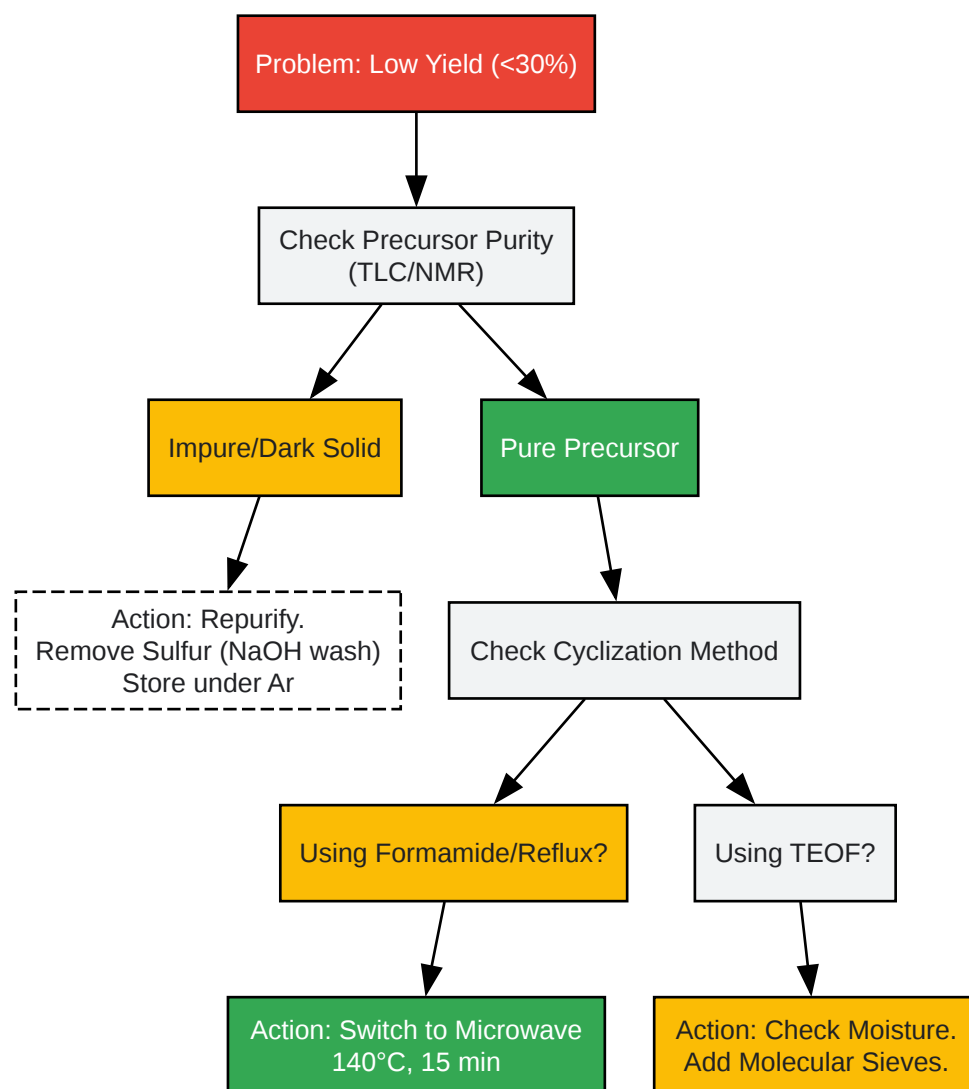 Problem: Low Yield (<30%)
Check Precursor Purity
(TLC/NMR)
Impure/Dark Solid
Pure Precursor
Action: Repurify.
Remove Sulfur (NaOH wash)
Store under Ar
Check Cyclization Method
Using Formamide/Reflux?
Using TEOF?
Action: Switch to Microwave
140°C, 15 min
Action: Check Moisture.
Add Molecular Sieves.